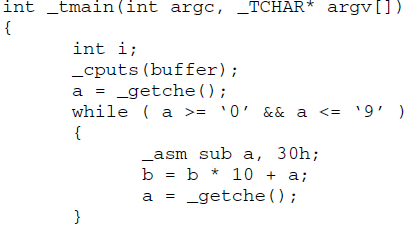 int _tmain(int argc, _TCHAR* argv[])
{
int i;
_cputs(buffer);
a = _getche();
while ( a >= ‘0’ && a <= ‘9’ )
{
_asm sub a, 30h;
b = b * 10 + a;
a = _getche();
}